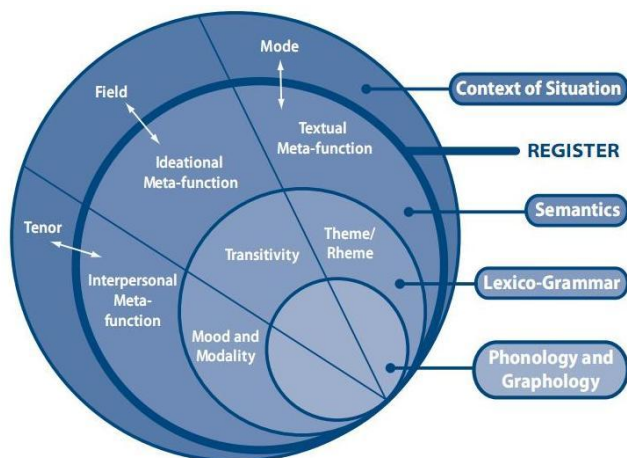 Mode
Field
Textual
Meta-function
Ideational
Meta-function
Tenor
Interpersonal
Meta-
function
Transitivity
Theme/
Rheme
Mood and
Modality
Context of Situation
REGISTER
Semantics
Lexico-Grammar
Phonology and
Graphology